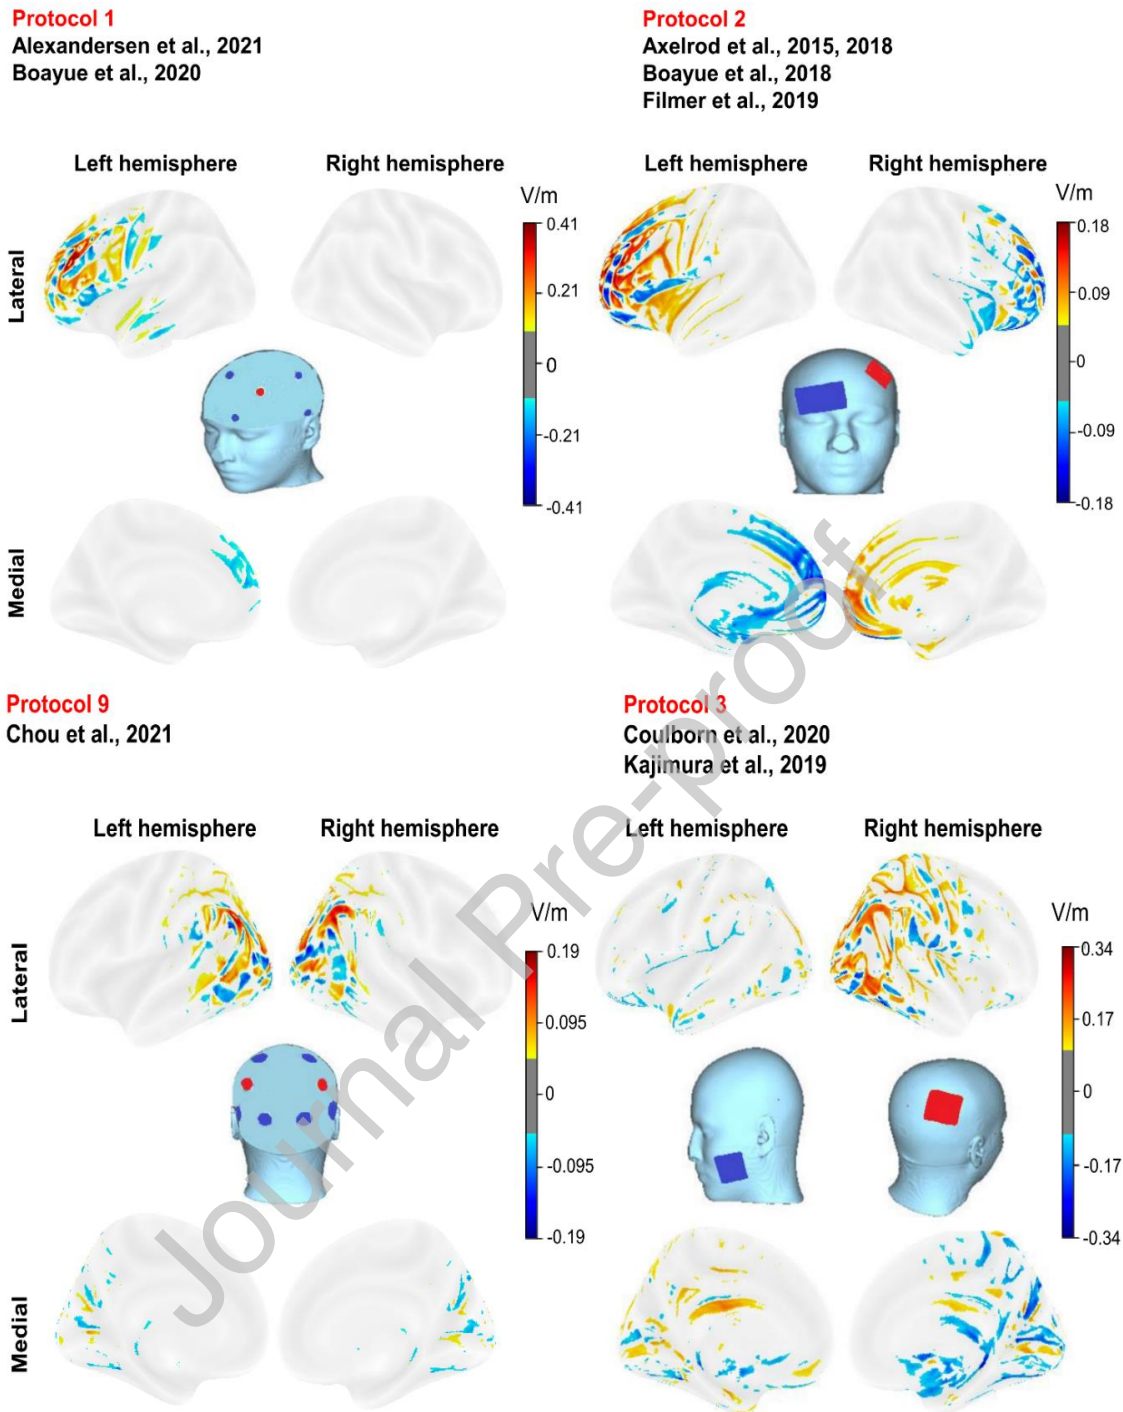 Protocol 1
Alexandersen et al., 2021
Boayue et al., 2020
Protocol 2
Axelrod et al., 2015, 2018
Boayue et al., 2018
Filmer et al., 2019
Left hemisphere
Right hemisphere
V/m
0.41
0.21
0
-0.21
-0.41
Lateral
Medial
Left hemisphere
Right hemisphere
V/m
0.18
0.09
0
-0.09
-0.18
Protocol 9
Chou et al., 2021
Protocol 3
Coulborn et al., 2020
Kajimura et al., 2019
Left hemisphere
Right hemisphere
V/m
0.19
0.095
0
-0.095
-0.19
Lateral
Medial
Left hemisphere
Right hemisphere
V/m
0.34
0.17
0
-0.17
-0.34
Journal Pre-proof